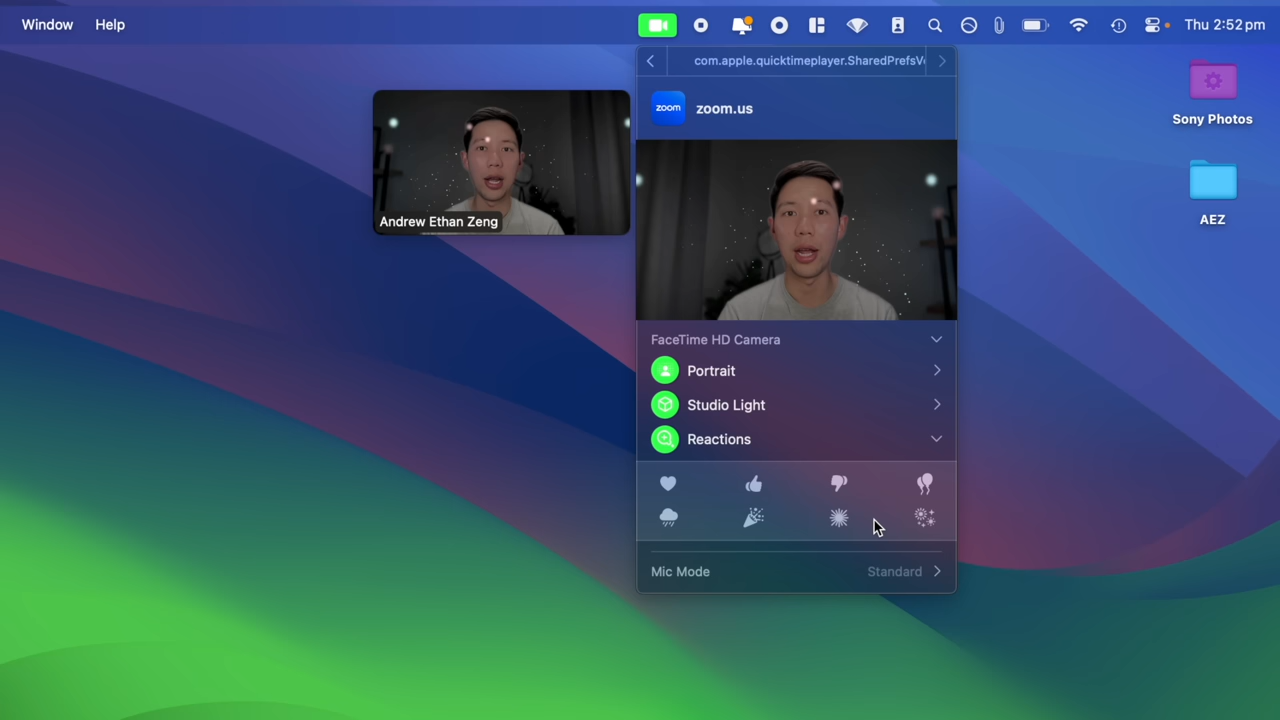 Window Help Thu 2:52 pm
com.apple.quicktimeplayer.SharedPrefsV
zoom zoom.us
Sony Photos
Andrew Ethan Zeng
AEZ
FaceTime HD Camera
Portrait
Studio Light
Reactions
Mic Mode Standard